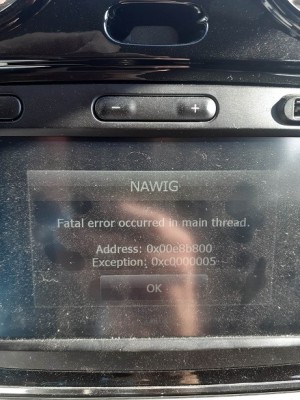 −
+
NAWIG
Fatal error occurred in main thread.
Address: 0x00e8b800
Exception: 0xc0000005
OK